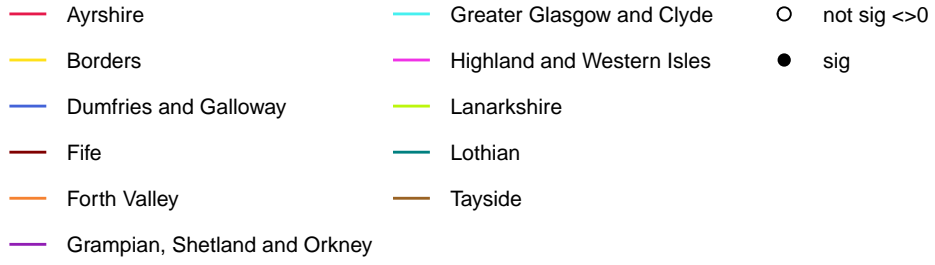 Ayrshire
Borders
Dumfries and Galloway
Fife
Forth Valley
Grampian, Shetland and Orkney
Greater Glasgow and Clyde
Highland and Western Isles
Lanarkshire
Lothian
Tayside
not sig <>0
sig